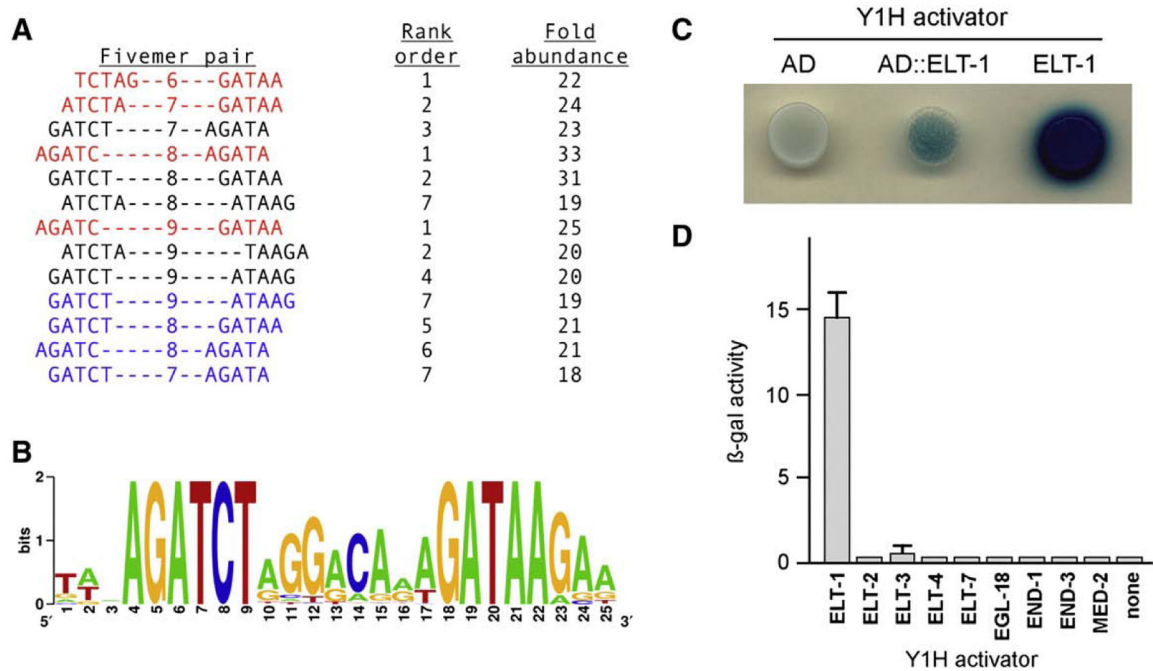 A
Fivemer pair Rank order Fold abundance
TCTAG--6---GATAA 1 22
ATCTA---7---GATAA 2 24
GATCT----7--AGATA 3 23
AGATC-----8--AGATA 1 33
GATCT----8---GATAA 2 31
ATCTA---8----ATAAG 7 19
AGATC-----9---GATAA 1 25
ATCTA---9-----TAAGA 2 20
GATCT----9----ATAAG 4 20
GATCT----9----ATAAG 7 19
GATCT----8---GATAA 5 21
AGATC-----8--AGATA 6 21
GATCT----7--AGATA 7 18
B
2
bits
1
0
AGATCTAGGACAAAGATAAGAA
5′ 1 2 3 4 5 6 7 8 9 10 11 12 13 14 15 16 17 18 19 20 21 22 23 24 25 3′
C
Y1H activator
AD AD::ELT-1 ELT-1
D
ß-gal activity
15
10
5
0
ELT-1 ELT-2 ELT-3 ELT-4 ELT-7 EGL-18 END-1 END-3 MED-2 none
Y1H activator